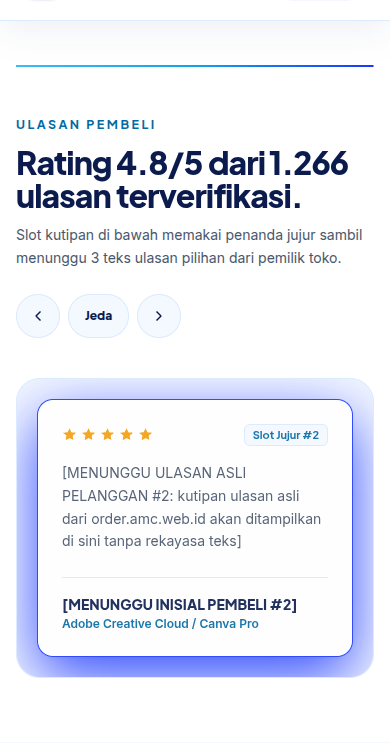 ULASAN PEMBELI
Rating 4.8/5 dari 1.266
ulasan terverifikasi.
Slot kutipan di bawah memakai penanda jujur sambil
menunggu 3 teks ulasan pilihan dari pemilik toko.
Jeda
Slot Jujur #2
[MENUNGGU ULASAN ASLI
PELANGGAN #2: kutipan ulasan asli
dari order.amc.web.id akan ditampilkan
di sini tanpa rekayasa teks]
[MENUNGGU INISIAL PEMBELI #2]
Adobe Creative Cloud / Canva Pro